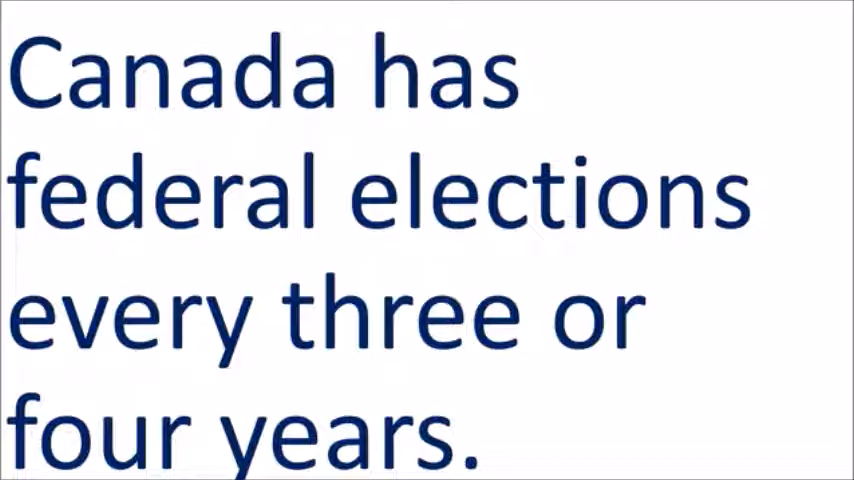 Canada has
federal elections
every three or
four years.